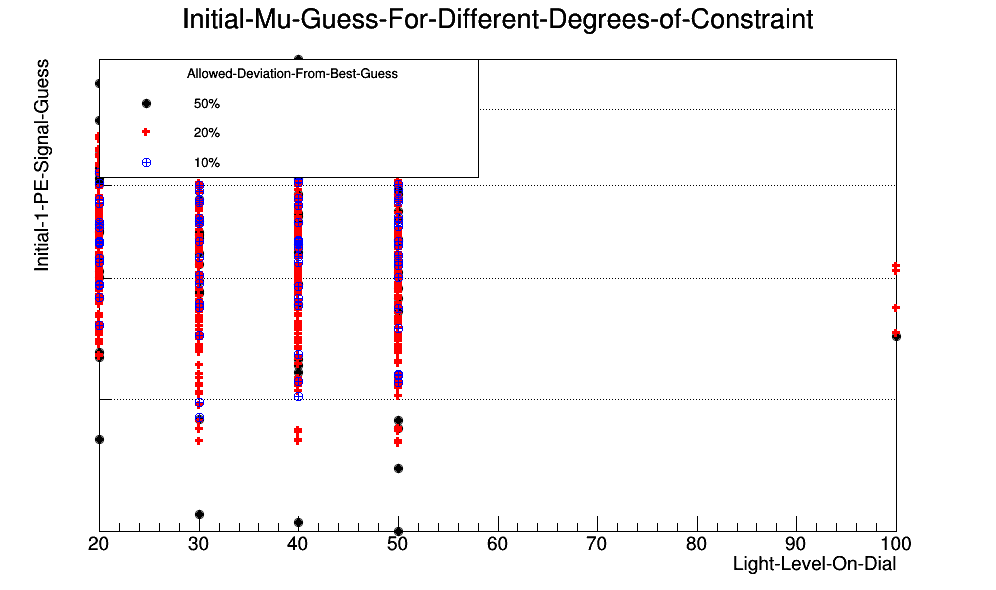 Initial-Mu-Guess-For-Different-Degrees-of-Constraint
Initial-1-PE-Signal-Guess
Allowed-Deviation-From-Best-Guess
50%
20%
10%
20 30 40 50 60 70 80 90 100
Light-Level-On-Dial